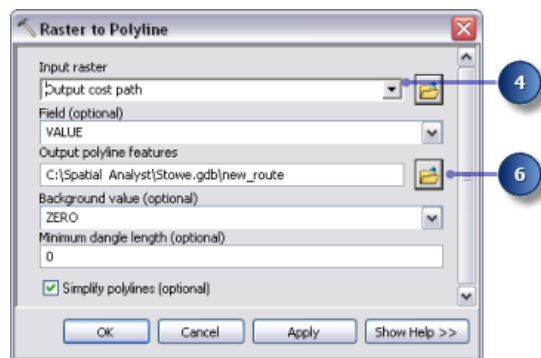 Raster to Polyline
Input raster
Output cost path
4
Field (optional)
VALUE
Output polyline features
C:\Spatial Analyst\Stowe.gdb\new_route
6
Background value (optional)
ZERO
Minimum dangle length (optional)
0
Simplify polylines (optional)
OK Cancel Apply Show Help >>